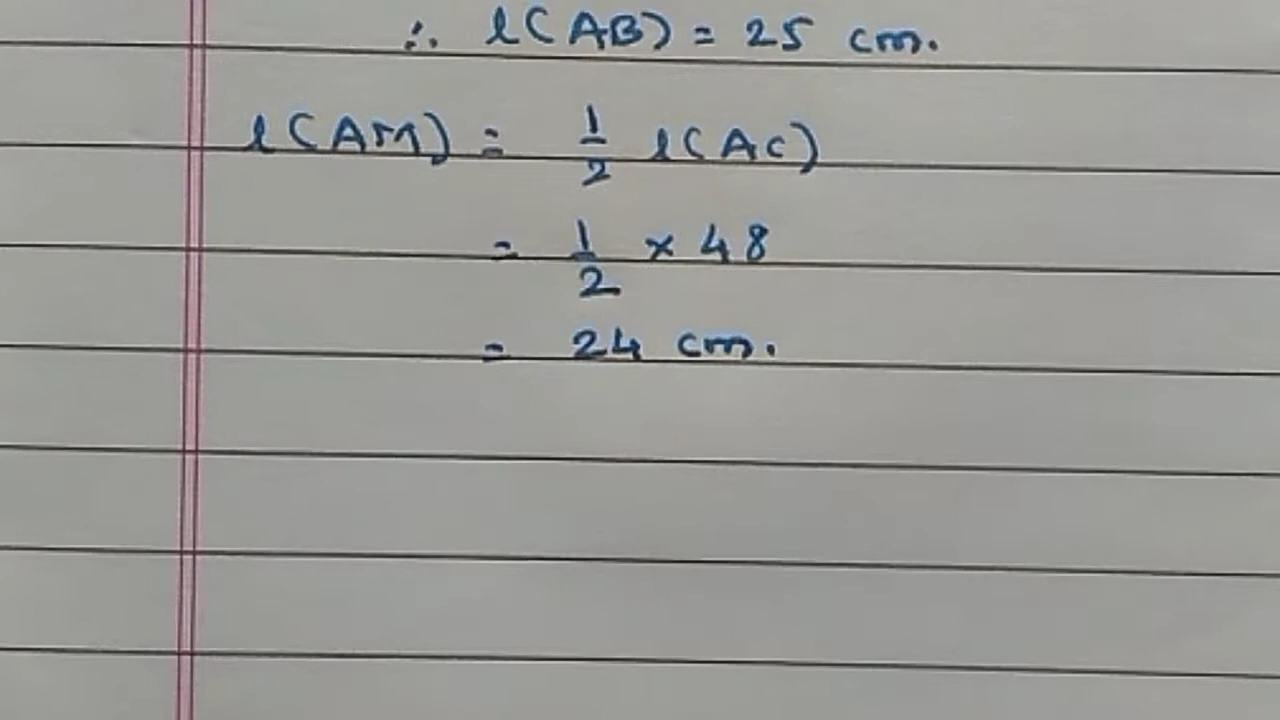 ∴ l(AB) = 25 cm.
l(AM) = 1/2 l(AC)
= 1/2 × 48
= 24 cm.